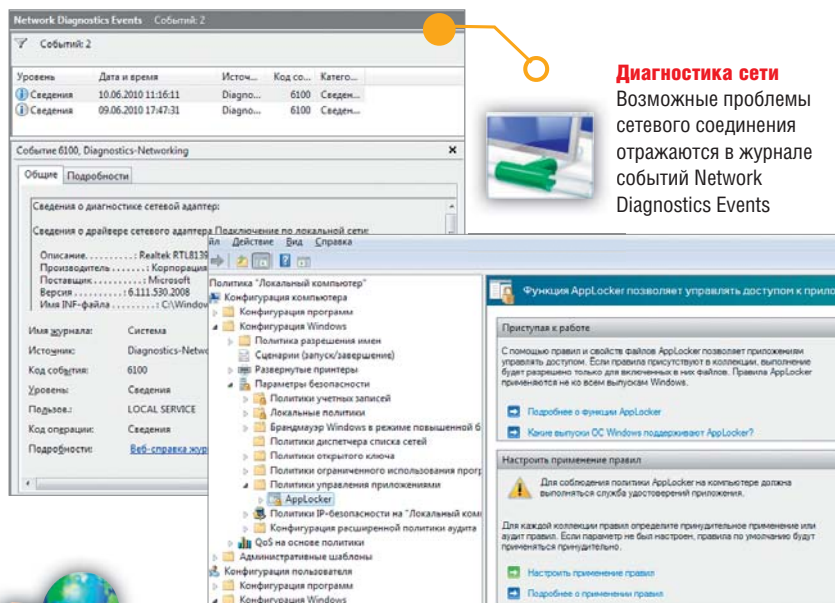 Network Diagnostics Events Событий: 2
Событий: 2
Уровень Дата и время Источ... Код со... Катего...
Сведения 10.06.2010 11:16:11 Diagno... 6100 Сведен...
Сведения 09.06.2010 17:47:31 Diagno... 6100 Сведен...
Событие 6100, Diagnostics-Networking
Общие Подробности
Сведения о диагностике сетевой адаптер:
Сведения о драйвере сетевого адаптера Подключение по локальной сети:
Описание. . . . . . . . . . : Realtek RTL8139
Производитель . . . . . . . : Корпорация
Поставщик . . . . . . . . . : Microsoft
Версия . . . . . . . . . . : 6.111.530.2008
Имя INF-файла . . . . . . . . . : C:\Window
Имя журнала: Система
Источник: Diagnostics-Netwo
Код события: 6100
Уровень: Сведения
Пользов.: LOCAL SERVICE
Код операции: Сведения
Подробности: Веб-справка жур
Диагностика сети
Возможные проблемы
сетевого соединения
отражаются в журнале
событий Network
Diagnostics Events
йл Действие Вид Справка
Политика "Локальный компьютер"
Конфигурация компьютера
Конфигурация программ
Конфигурация Windows
Политика разрешения имен
Сценарии (запуск/завершение)
Развернутые принтеры
Параметры безопасности
Политики учетных записей
Локальные политики
Брандмауэр Windows в режиме повышенной б
Политики диспетчера списка сетей
Политики открытого ключа
Политики ограниченного использования прогр
Политики управления приложениями
AppLocker
Политики IP-безопасности на "Локальный комп
Конфигурация расширенной политики аудита
QoS на основе политики
Административные шаблоны
Конфигурация пользователя
Конфигурация программ
Конфигурация Windows
Функция AppLocker позволяет управлять доступом к прило
Приступая к работе
С помощью правил и свойств файлов AppLocker позволяет приложениям
управлять доступом. Если правила присутствуют в коллекции, выполнение
будет разрешено только для включенных в них файлов. Правила AppLocker
применяются не ко всем выпускам Windows.
Подробнее о функции AppLocker
Какие выпуски ОС Windows поддерживают AppLocker?
Настроить применение правил
Для соблюдения политики AppLocker на компьютере должна
выполняться служба удостоверений приложения.
Для каждой коллекции правил определите принудительное применение или
аудит правил. Если параметр не был настроен, правила по умолчанию будут
применяться принудительно.
Настроить применение правил
Подробнее о применении правил